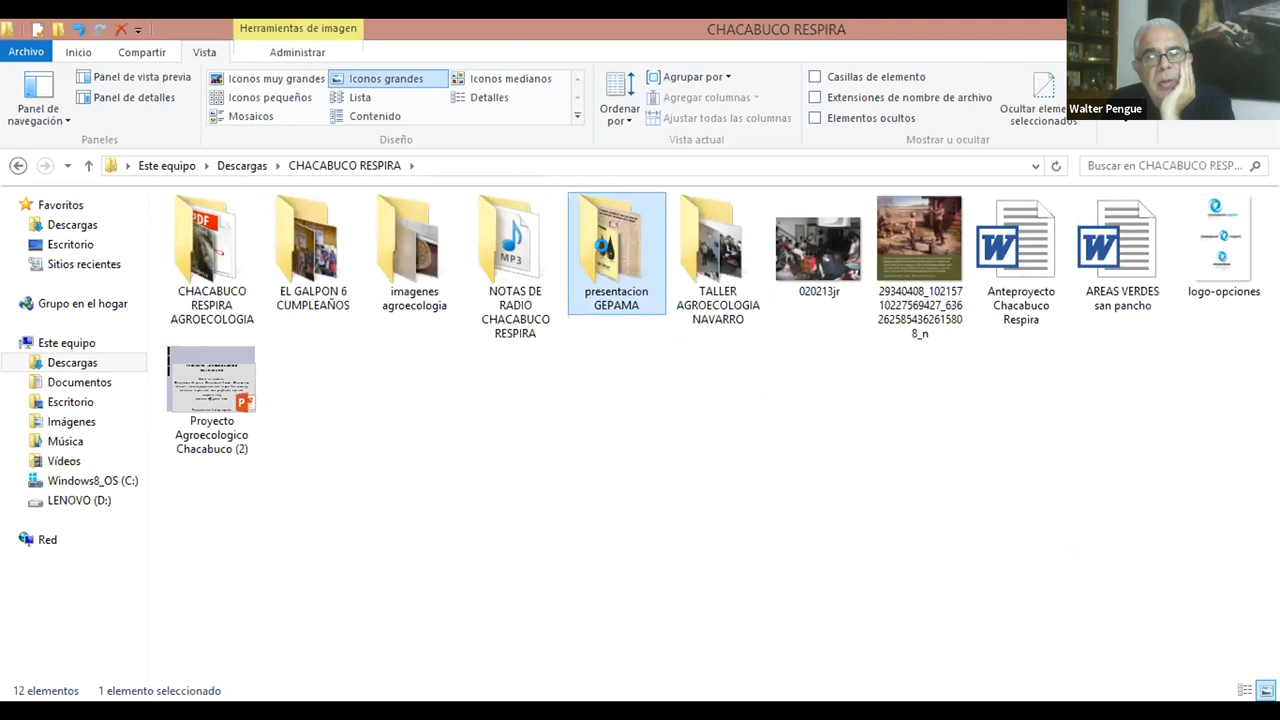 Herramientas de imagen
CHACABUCO RESPIRA
Archivo Inicio Compartir Vista Administrar
Panel de navegación
Panel de vista previa
Panel de detalles
Paneles
Iconos muy grandes Iconos grandes Iconos medianos
Iconos pequeños Lista Detalles
Mosaicos Contenido
Diseño
Ordenar por
Agrupar por
Agregar columnas
Ajustar todas las columnas
Vista actual
Casillas de elemento
Extensiones de nombre de archivo
Elementos ocultos
Ocultar eleme
seleccionados
Mostrar u ocultar
Walter Pengue
Este equipo Descargas CHACABUCO RESPIRA
Buscar en CHACABUCO RESP...
Favoritos
Descargas
Escritorio
Sitios recientes
Grupo en el hogar
Este equipo
Descargas
Documentos
Escritorio
Imágenes
Música
Vídeos
Windows8_OS (C:)
LENOVO (D:)
Red
PDF
CHACABUCO
RESPIRA
AGROECOLOGIA
EL GALPON 6
CUMPLEAÑOS
imagenes
agroecologia
MP3
NOTAS DE
RADIO
CHACABUCO
RESPIRA
presentacion
GEPAMA
TALLER
AGROECOLOGIA
NAVARRO
020213jr
29340408_102157
10227569427_636
262585436261580
8_n
W
Anteproyecto
Chacabuco
Respira
W
AREAS VERDES
san pancho
logo-opciones
P
Proyecto
Agroecologico
Chacabuco (2)
12 elementos 1 elemento seleccionado